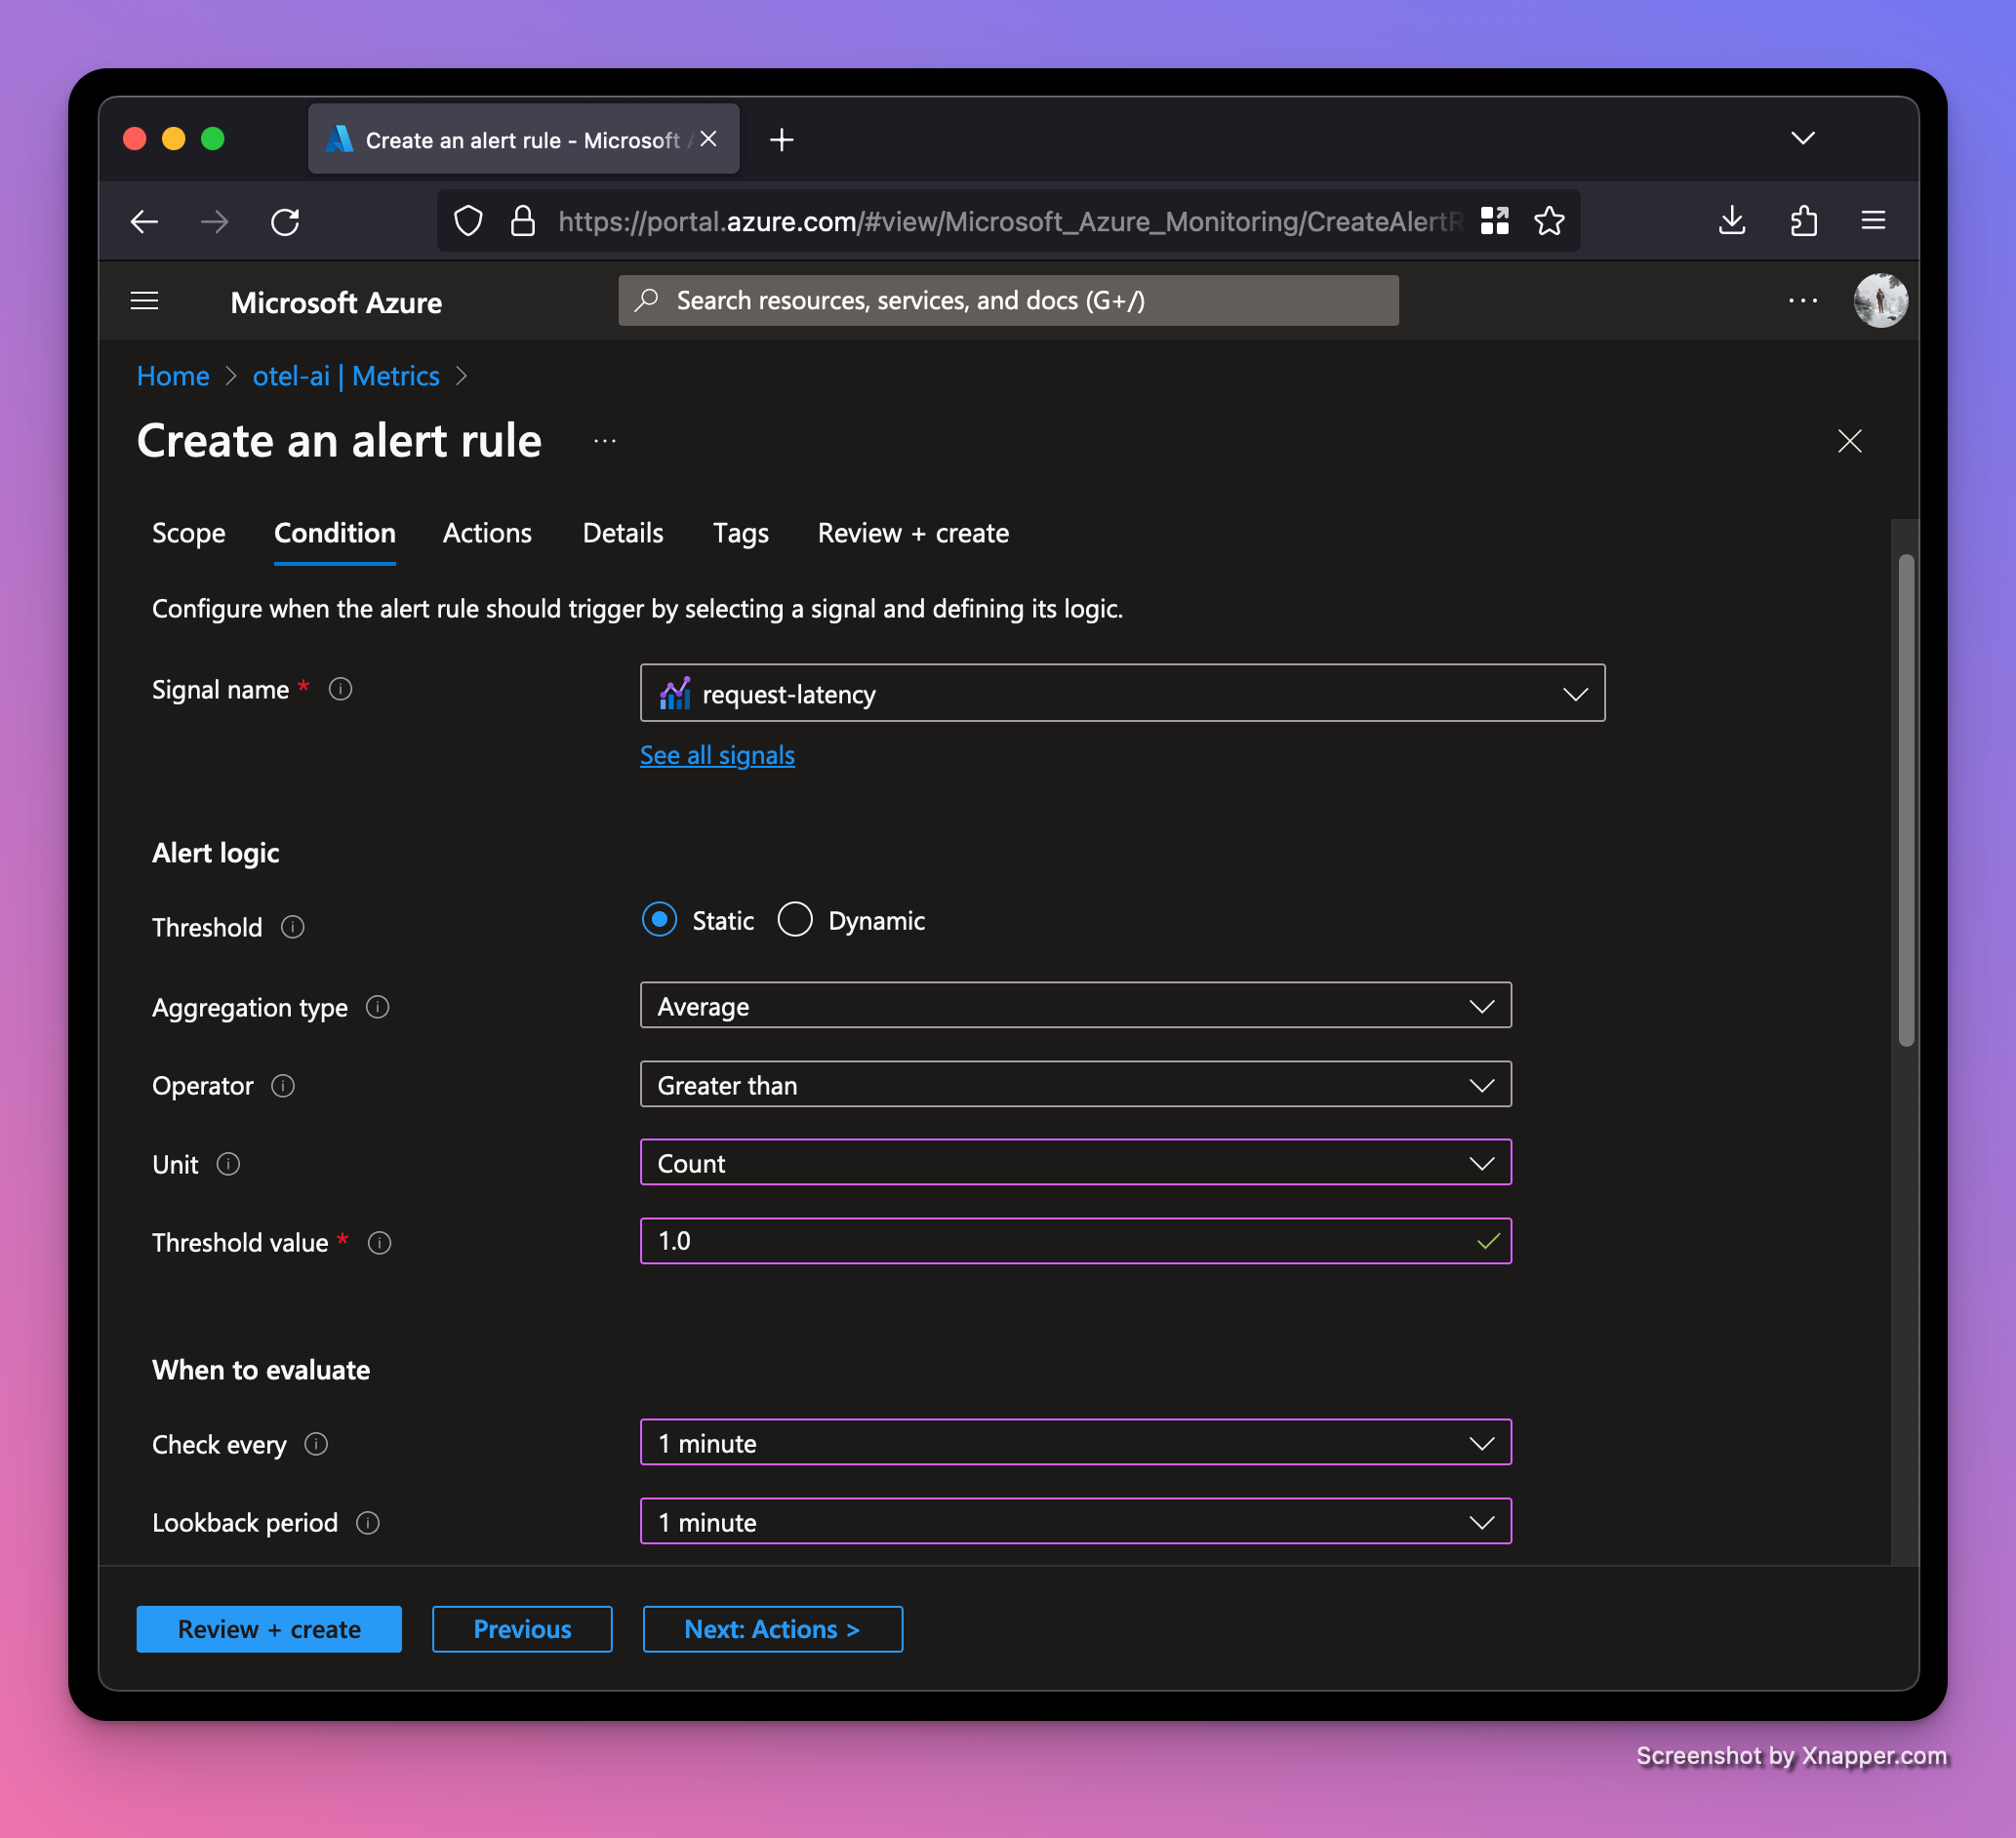 Create an alert rule - Microsoft
https://portal.azure.com/#view/Microsoft_Azure_Monitoring/CreateAlertR
Microsoft Azure
Search resources, services, and docs (G+/)
Home > otel-ai | Metrics >
Create an alert rule ...
Scope Condition Actions Details Tags Review + create
Configure when the alert rule should trigger by selecting a signal and defining its logic.
Signal name * request-latency
See all signals
Alert logic
Threshold Static Dynamic
Aggregation type Average
Operator Greater than
Unit Count
Threshold value * 1.0
When to evaluate
Check every 1 minute
Lookback period 1 minute
Review + create Previous Next: Actions >
Screenshot by Xnapper.com